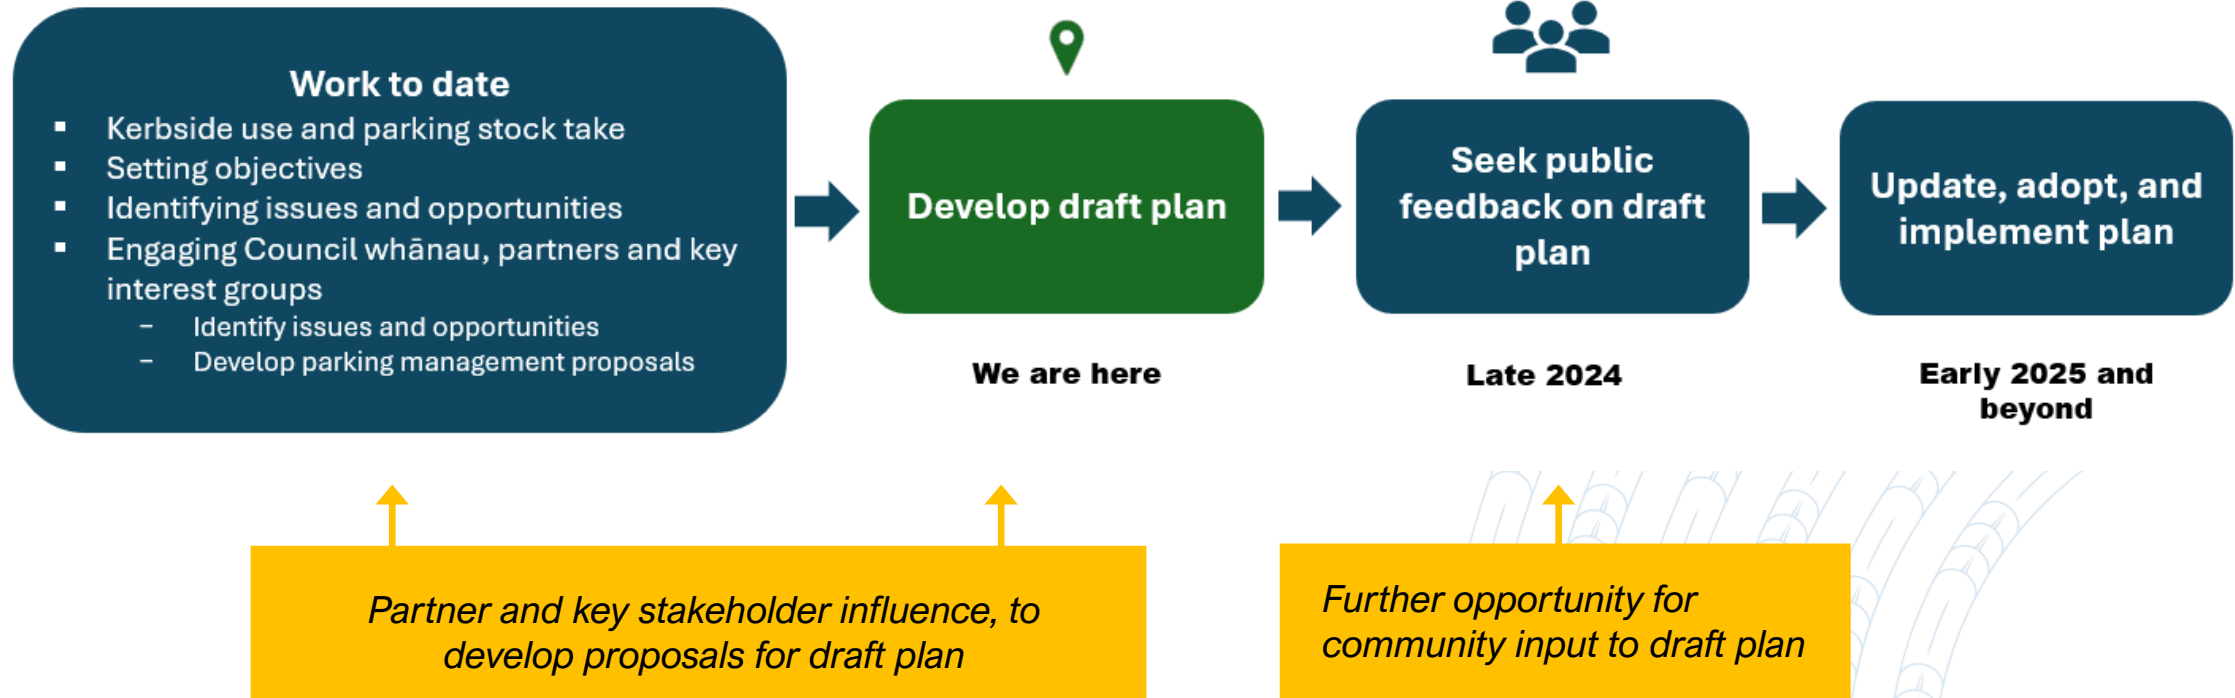 Work to date
▪ Kerbside use and parking stock take
▪ Setting objectives
▪ Identifying issues and opportunities
▪ Engaging Council whānau, partners and key
interest groups
– Identify issues and opportunities
– Develop parking management proposals
Develop draft plan
We are here
Seek public
feedback on draft
plan
Late 2024
Update, adopt, and
implement plan
Early 2025 and
beyond
Partner and key stakeholder influence, to
develop proposals for draft plan
Further opportunity for
community input to draft plan